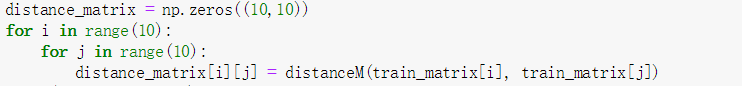 distance_matrix = np.zeros((10,10))
for i in range(10):
    for j in range(10):
        distance_matrix[i][j] = distanceM(train_matrix[i], train_matrix[j])